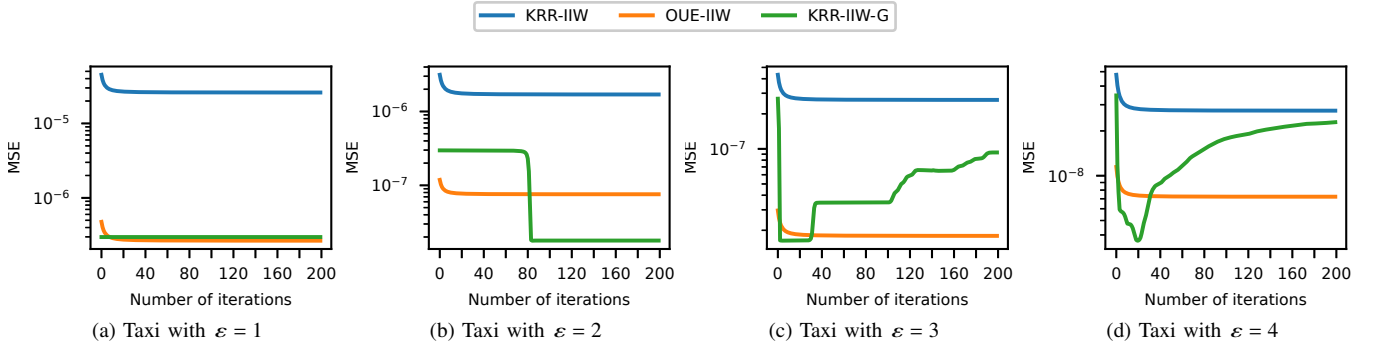 KRR-IIW OUE-IIW KRR-IIW-G
MSE
10⁻⁵
10⁻⁶
0 40 80 120 160 200
Number of iterations
(a) Taxi with ε = 1
MSE
10⁻⁶
10⁻⁷
0 40 80 120 160 200
Number of iterations
(b) Taxi with ε = 2
MSE
10⁻⁷
0 40 80 120 160 200
Number of iterations
(c) Taxi with ε = 3
MSE
10⁻⁸
0 40 80 120 160 200
Number of iterations
(d) Taxi with ε = 4